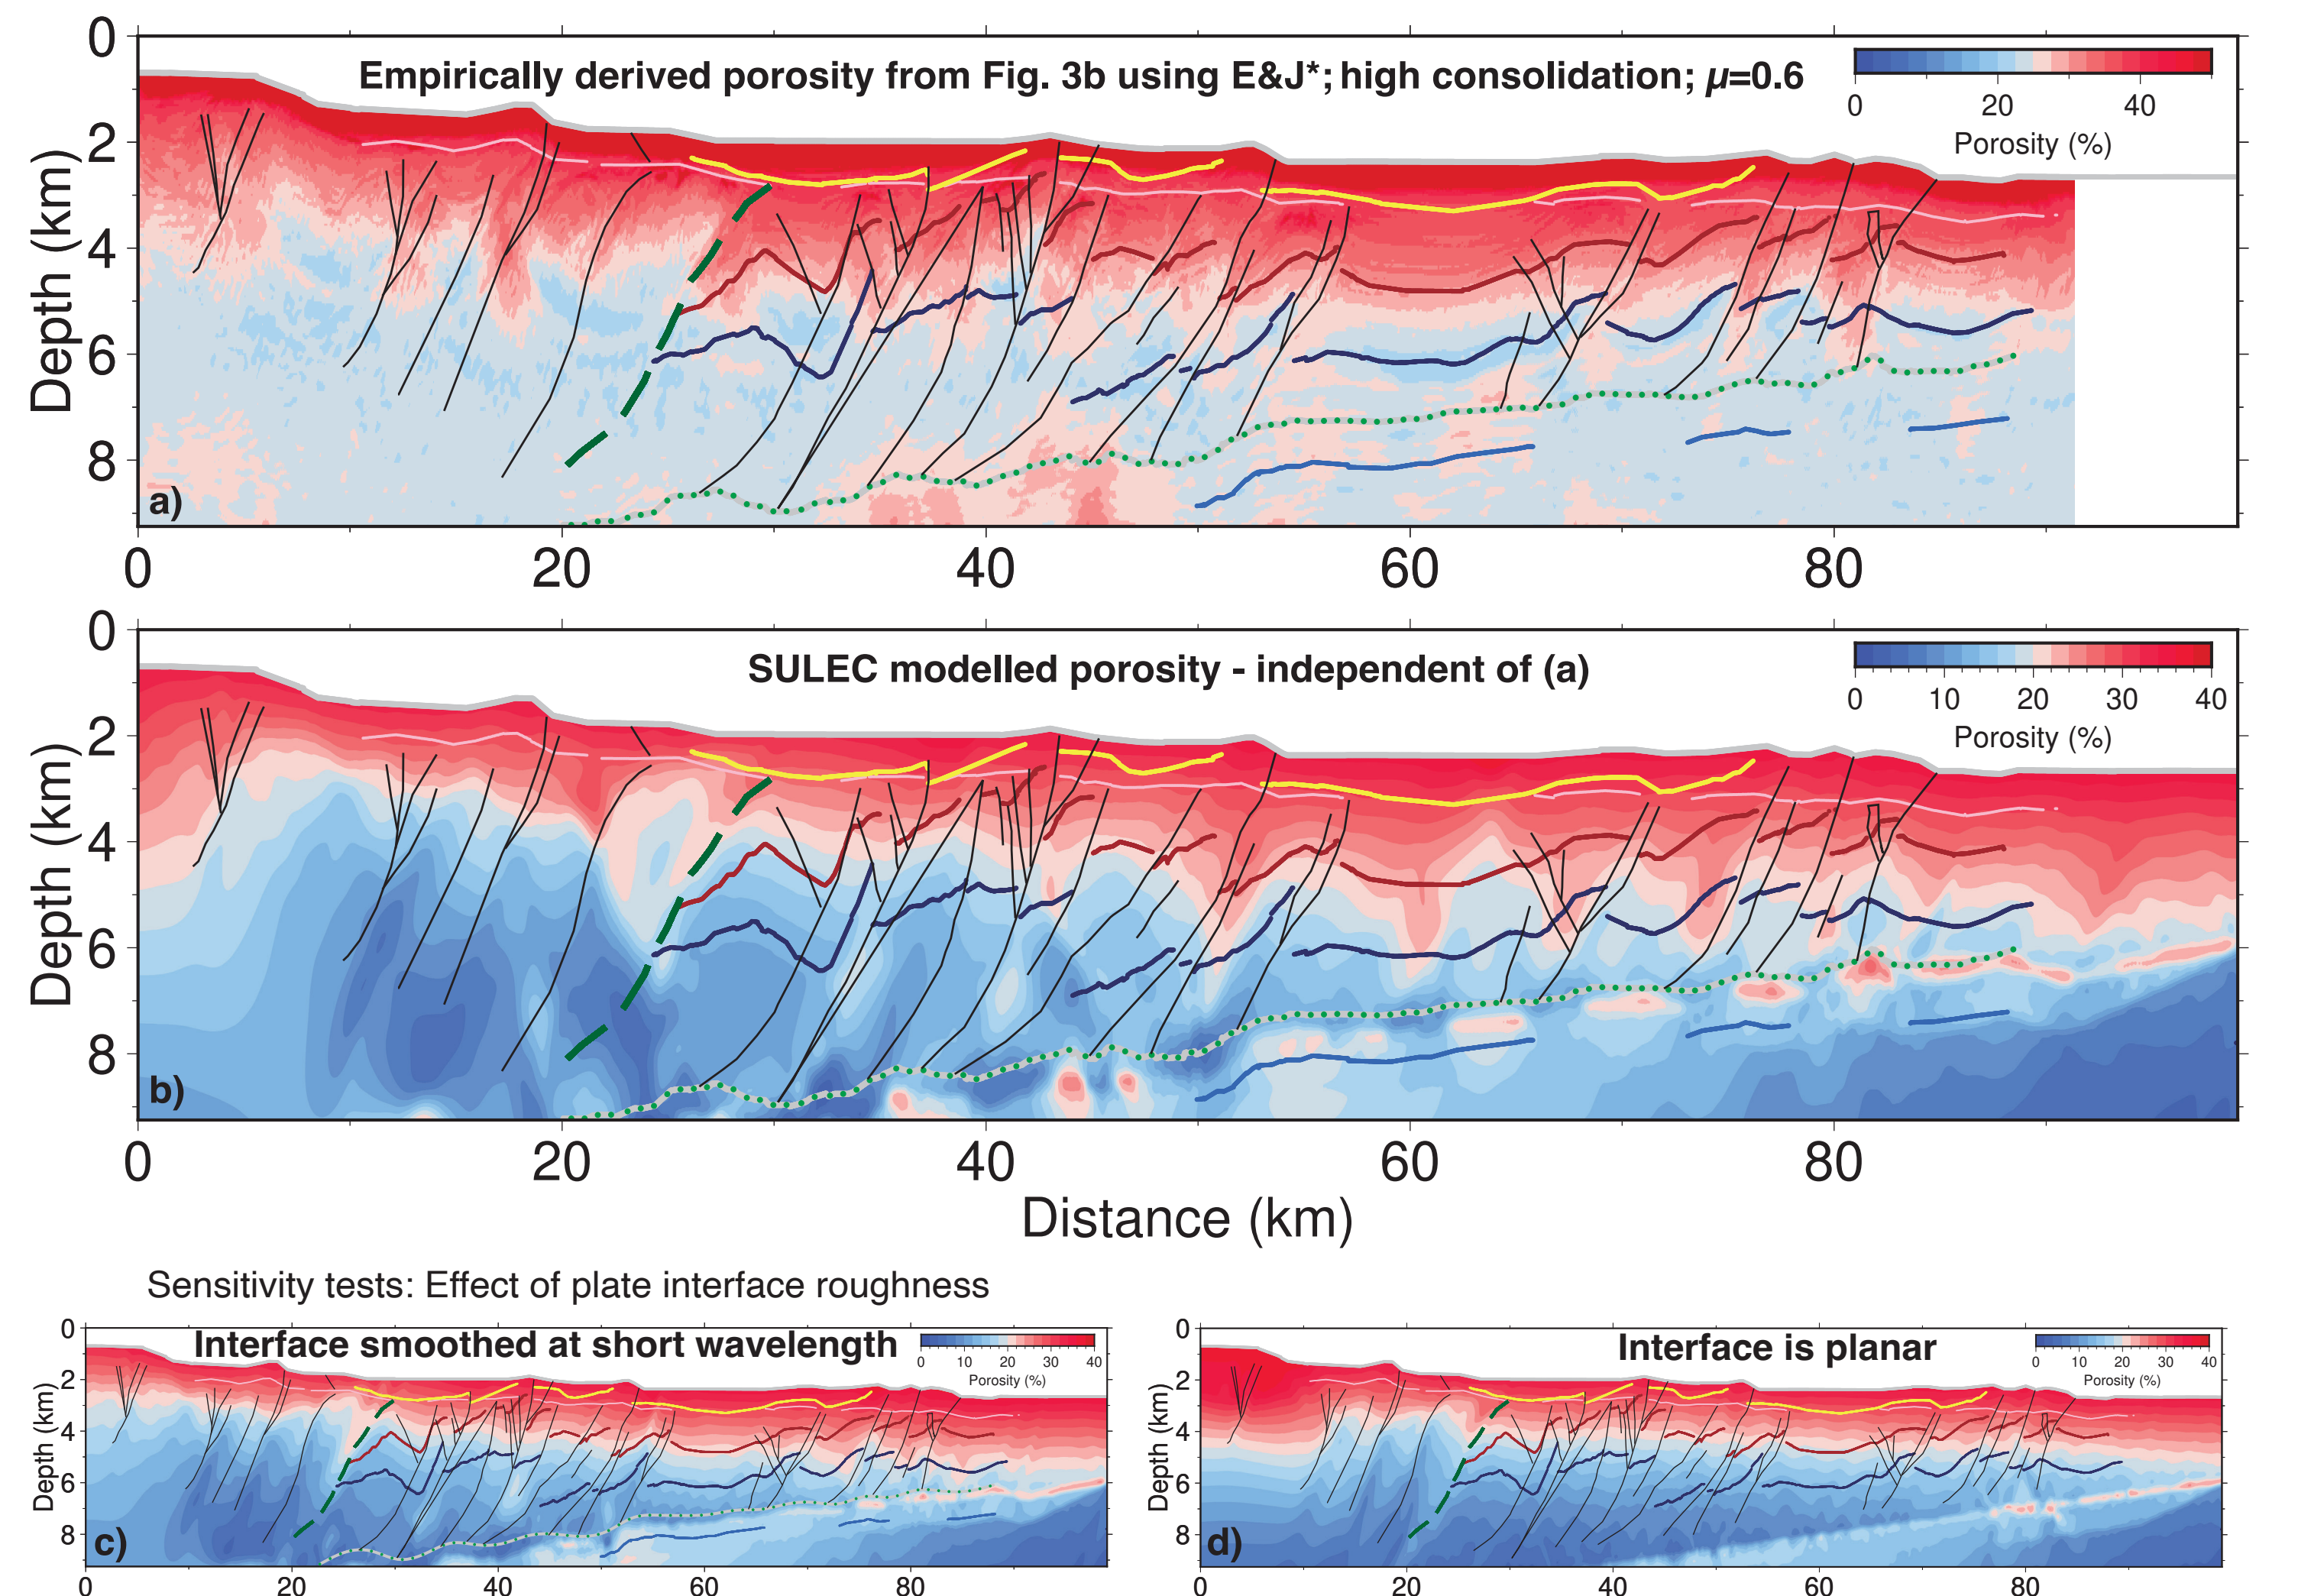 Empirically derived porosity from Fig. 3b using E&J*; high consolidation; μ=0.6
0 20 40
Porosity (%)
0
2
4
6
8
Depth (km)
a)
0 20 40 60 80
SULEC modelled porosity - independent of (a)
0 10 20 30 40
Porosity (%)
0
2
4
6
8
Depth (km)
b)
0 20 40 60 80
Distance (km)
Sensitivity tests: Effect of plate interface roughness
Interface smoothed at short wavelength
0 10 20 30 40
Porosity (%)
0
2
4
6
8
Depth (km)
c)
0 20 40 60 80
Interface is planar
0 10 20 30 40
Porosity (%)
0
2
4
6
8
Depth (km)
d)
0 20 40 60 80